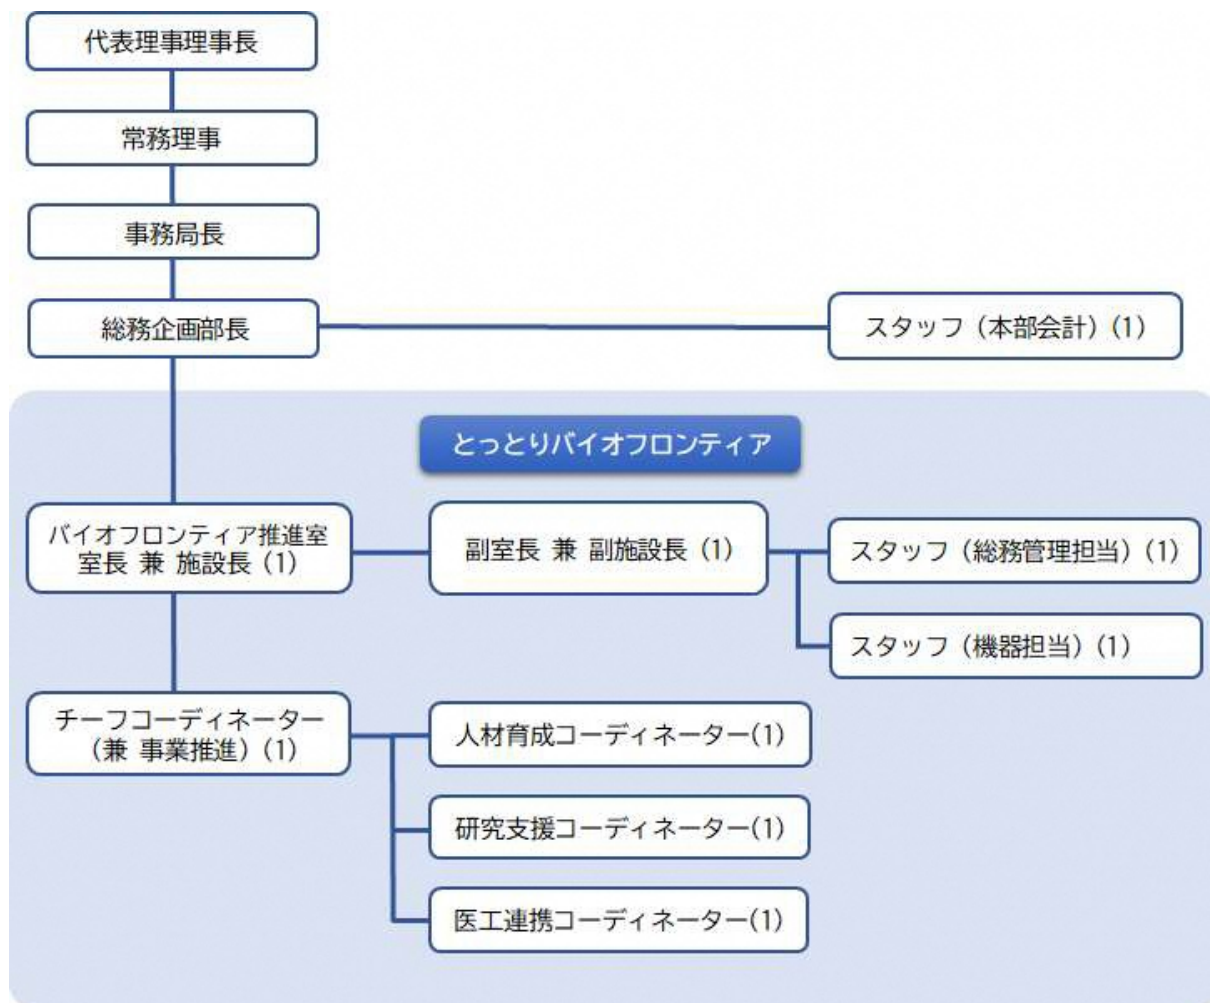 代表理事理事長
常務理事
事務局長
総務企画部長
スタッフ（本部会計）(1)
とっとりバイオフロンティア
バイオフロンティア推進室
室長 兼 施設長 (1)
副室長 兼 副施設長 (1)
スタッフ（総務管理担当）(1)
スタッフ（機器担当）(1)
チーフコーディネーター
（兼 事業推進）(1)
人材育成コーディネーター(1)
研究支援コーディネーター(1)
医工連携コーディネーター(1)